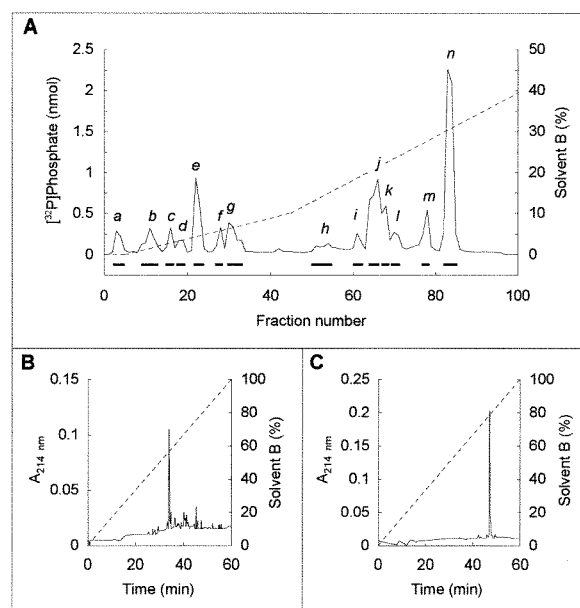 A
[³²P]Phosphate (nmol)
2.5
2
1.5
1
0.5
0
a b c d e f g h i j k l m n
50
40
30
20
10
0
Solvent B (%)
0 20 40 60 80 100
Fraction number
B
A214 nm
0.15
0.1
0.05
0
100
80
60
40
20
0
Solvent B (%)
0 20 40 60
Time (min)
C
A214 nm
0.25
0.2
0.15
0.1
0.05
0
100
80
60
40
20
0
Solvent B (%)
0 20 40 60
Time (min)